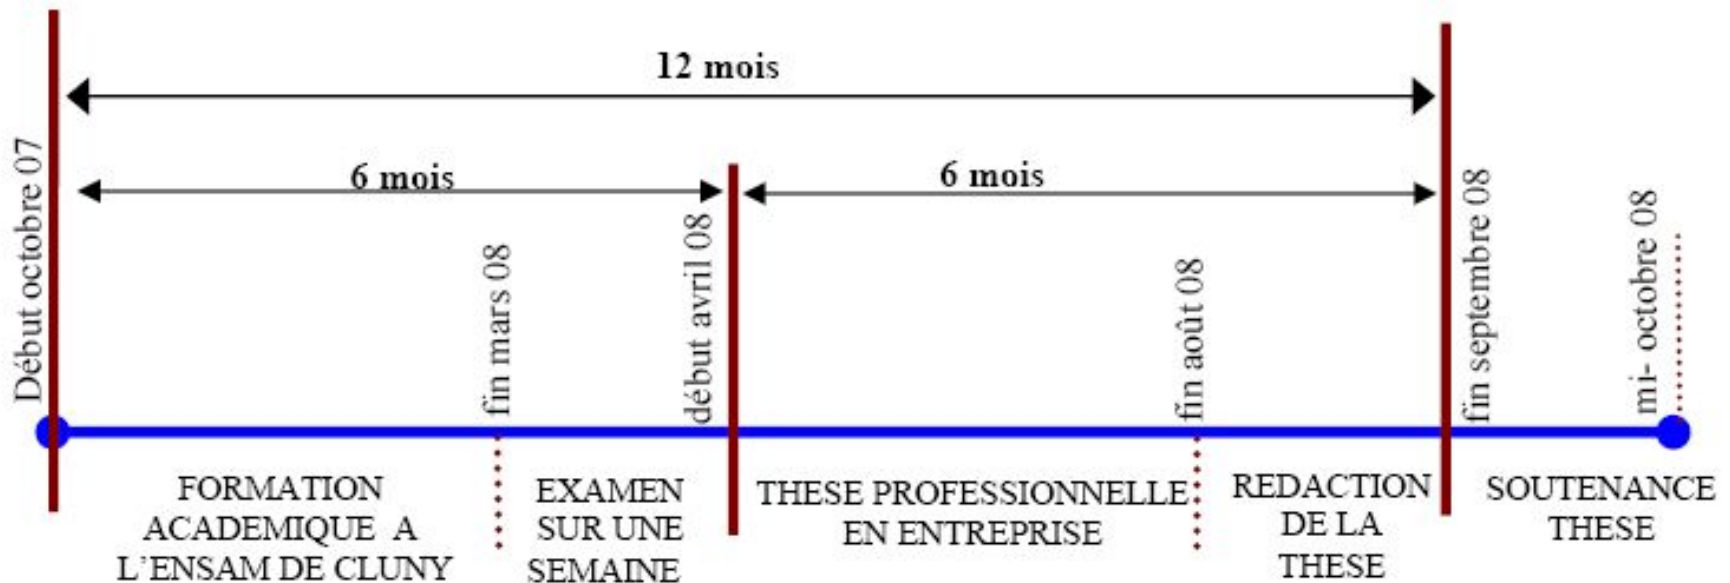 12 mois
6 mois
6 mois
Début octobre 07
fin mars 08
début avril 08
fin août 08
fin septembre 08
mi- octobre 08
FORMATION
ACADEMIQUE A
L'ENSAM DE CLUNY
EXAMEN
SUR UNE
SEMAINE
THESE PROFESSIONNELLE
EN ENTREPRISE
REDACTION
DE LA
THESE
SOUTENANCE
THESE